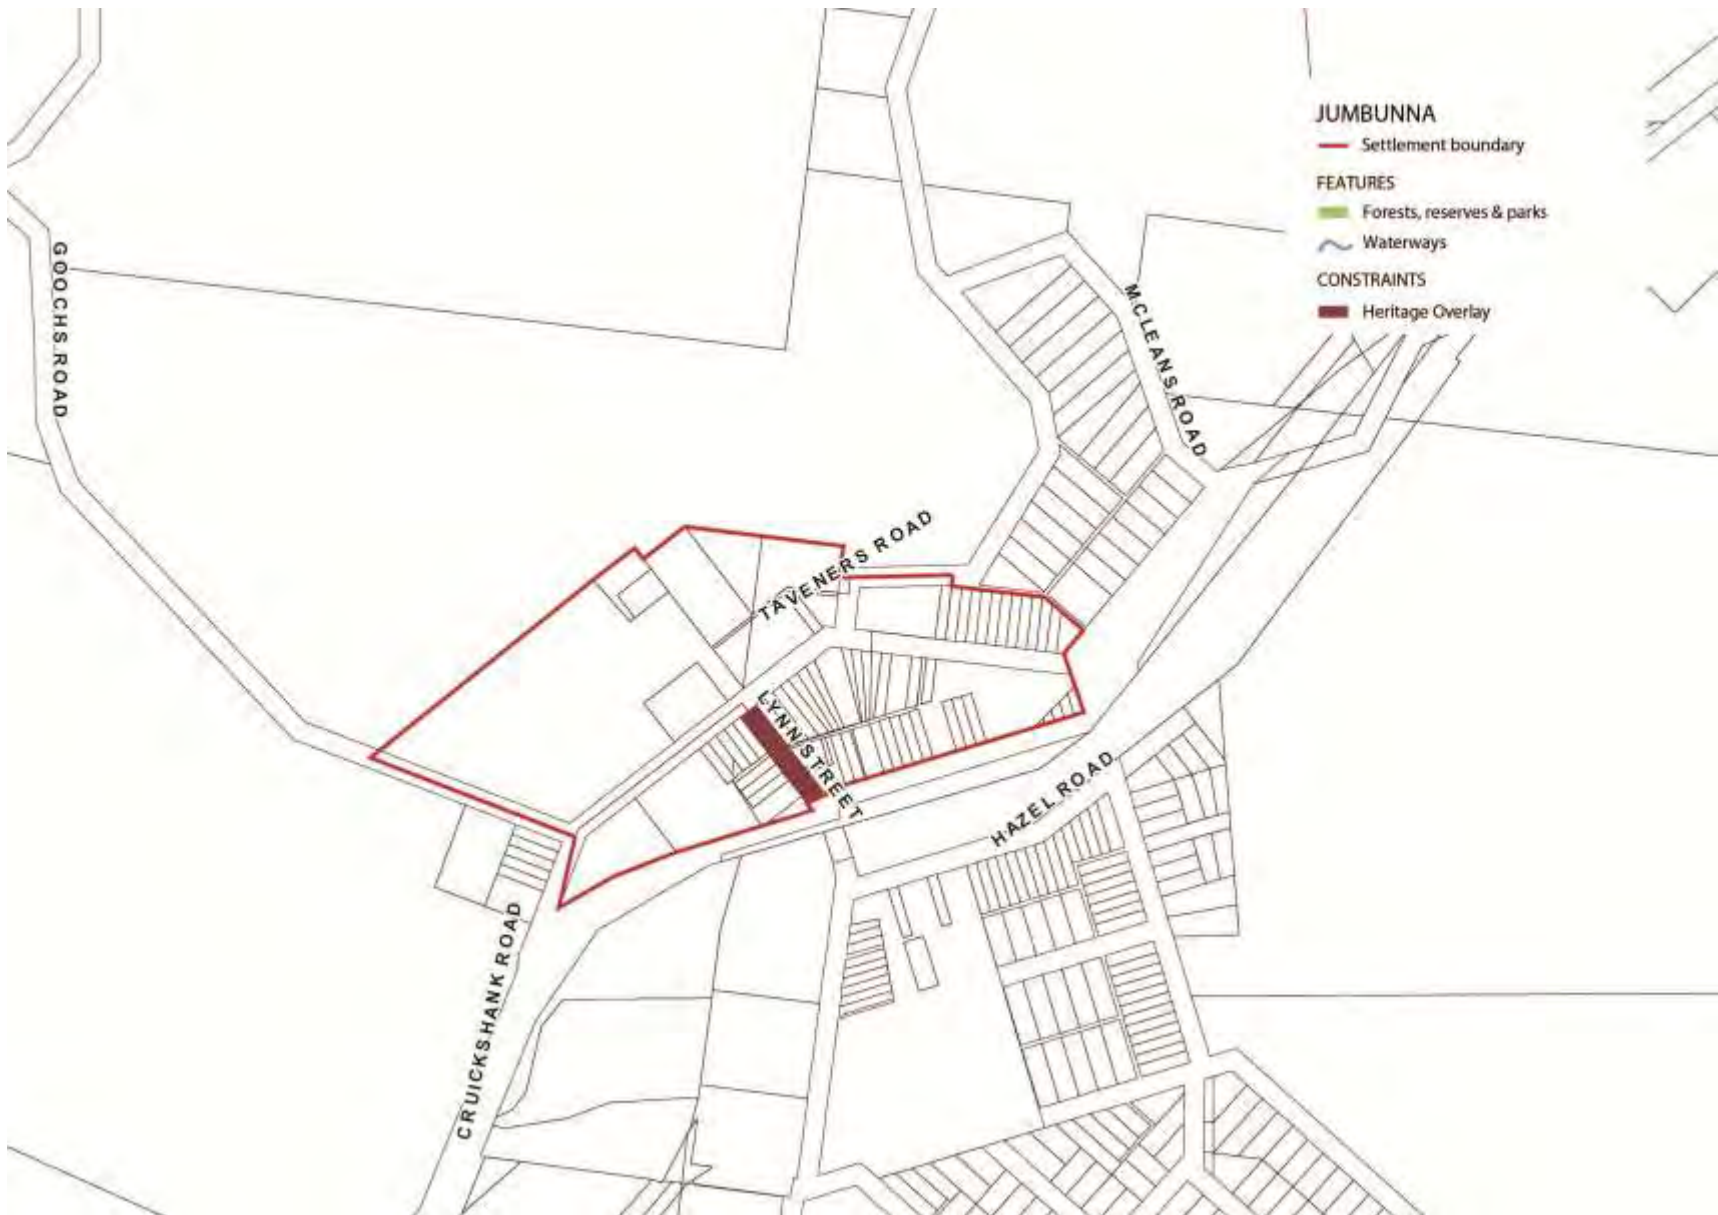 JUMBUNNA
Settlement boundary
FEATURES
Forests, reserves & parks
Waterways
CONSTRAINTS
Heritage Overlay
GOOCHS ROAD
MCLEANS ROAD
TAVENERS ROAD
LYNN STREET
HAZEL ROAD
CRUICKSHANK ROAD